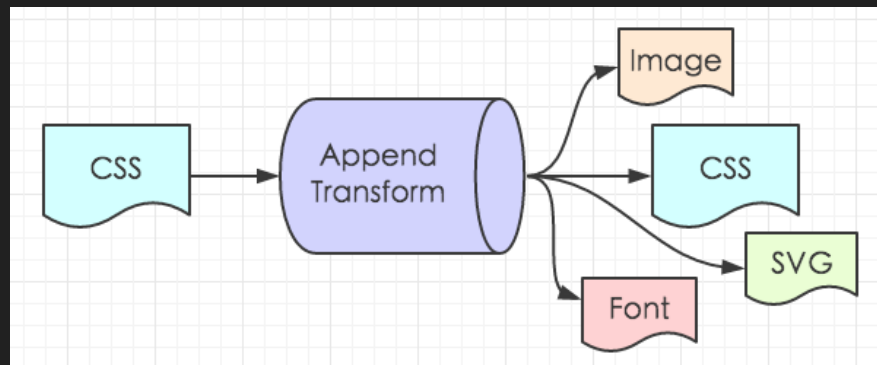 CSS
Append
Transform
Image
CSS
SVG
Font